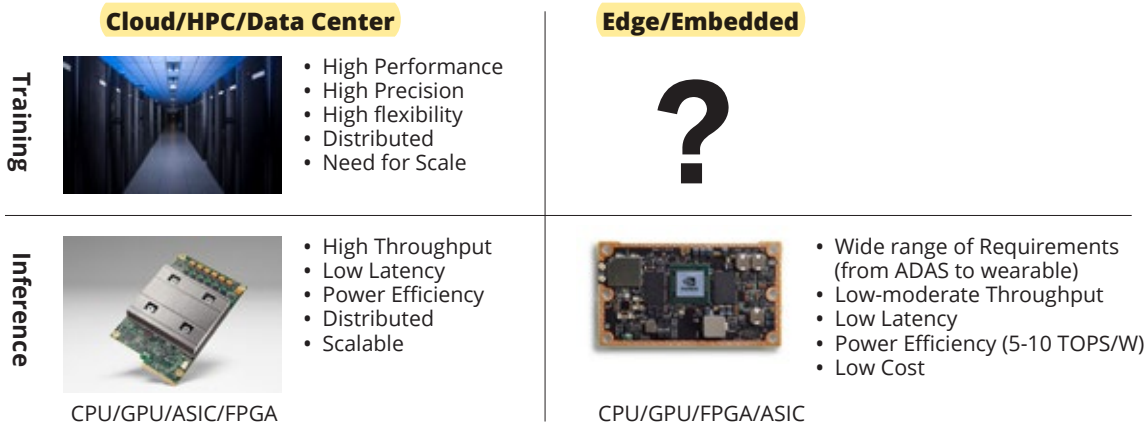 Cloud/HPC/Data Center
Edge/Embedded
Training
• High Performance
• High Precision
• High flexibility
• Distributed
• Need for Scale
?
Inference
• High Throughput
• Low Latency
• Power Efficiency
• Distributed
• Scalable
CPU/GPU/ASIC/FPGA
• Wide range of Requirements
(from ADAS to wearable)
• Low-moderate Throughput
• Low Latency
• Power Efficiency (5-10 TOPS/W)
• Low Cost
CPU/GPU/FPGA/ASIC